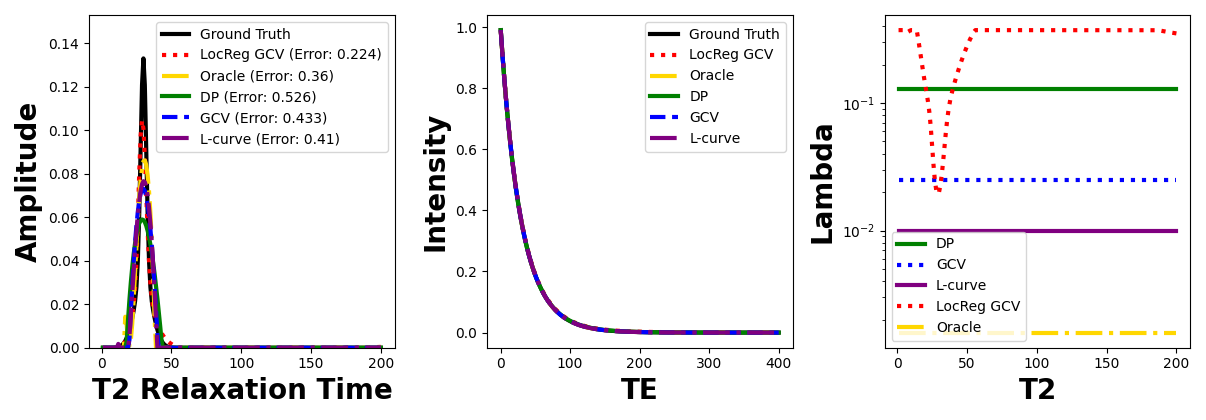 Amplitude
0.14
0.12
0.10
0.08
0.06
0.04
0.02
0.00
0
50
100
150
200
T2 Relaxation Time
Ground Truth
LocReg GCV (Error: 0.224)
Oracle (Error: 0.36)
DP (Error: 0.526)
GCV (Error: 0.433)
L-curve (Error: 0.41)
Intensity
1.0
0.8
0.6
0.4
0.2
0.0
0
100
200
300
400
TE
Ground Truth
LocReg GCV
Oracle
DP
GCV
L-curve
Lambda
10⁻¹
10⁻²
0
50
100
150
200
T2
DP
GCV
L-curve
LocReg GCV
Oracle